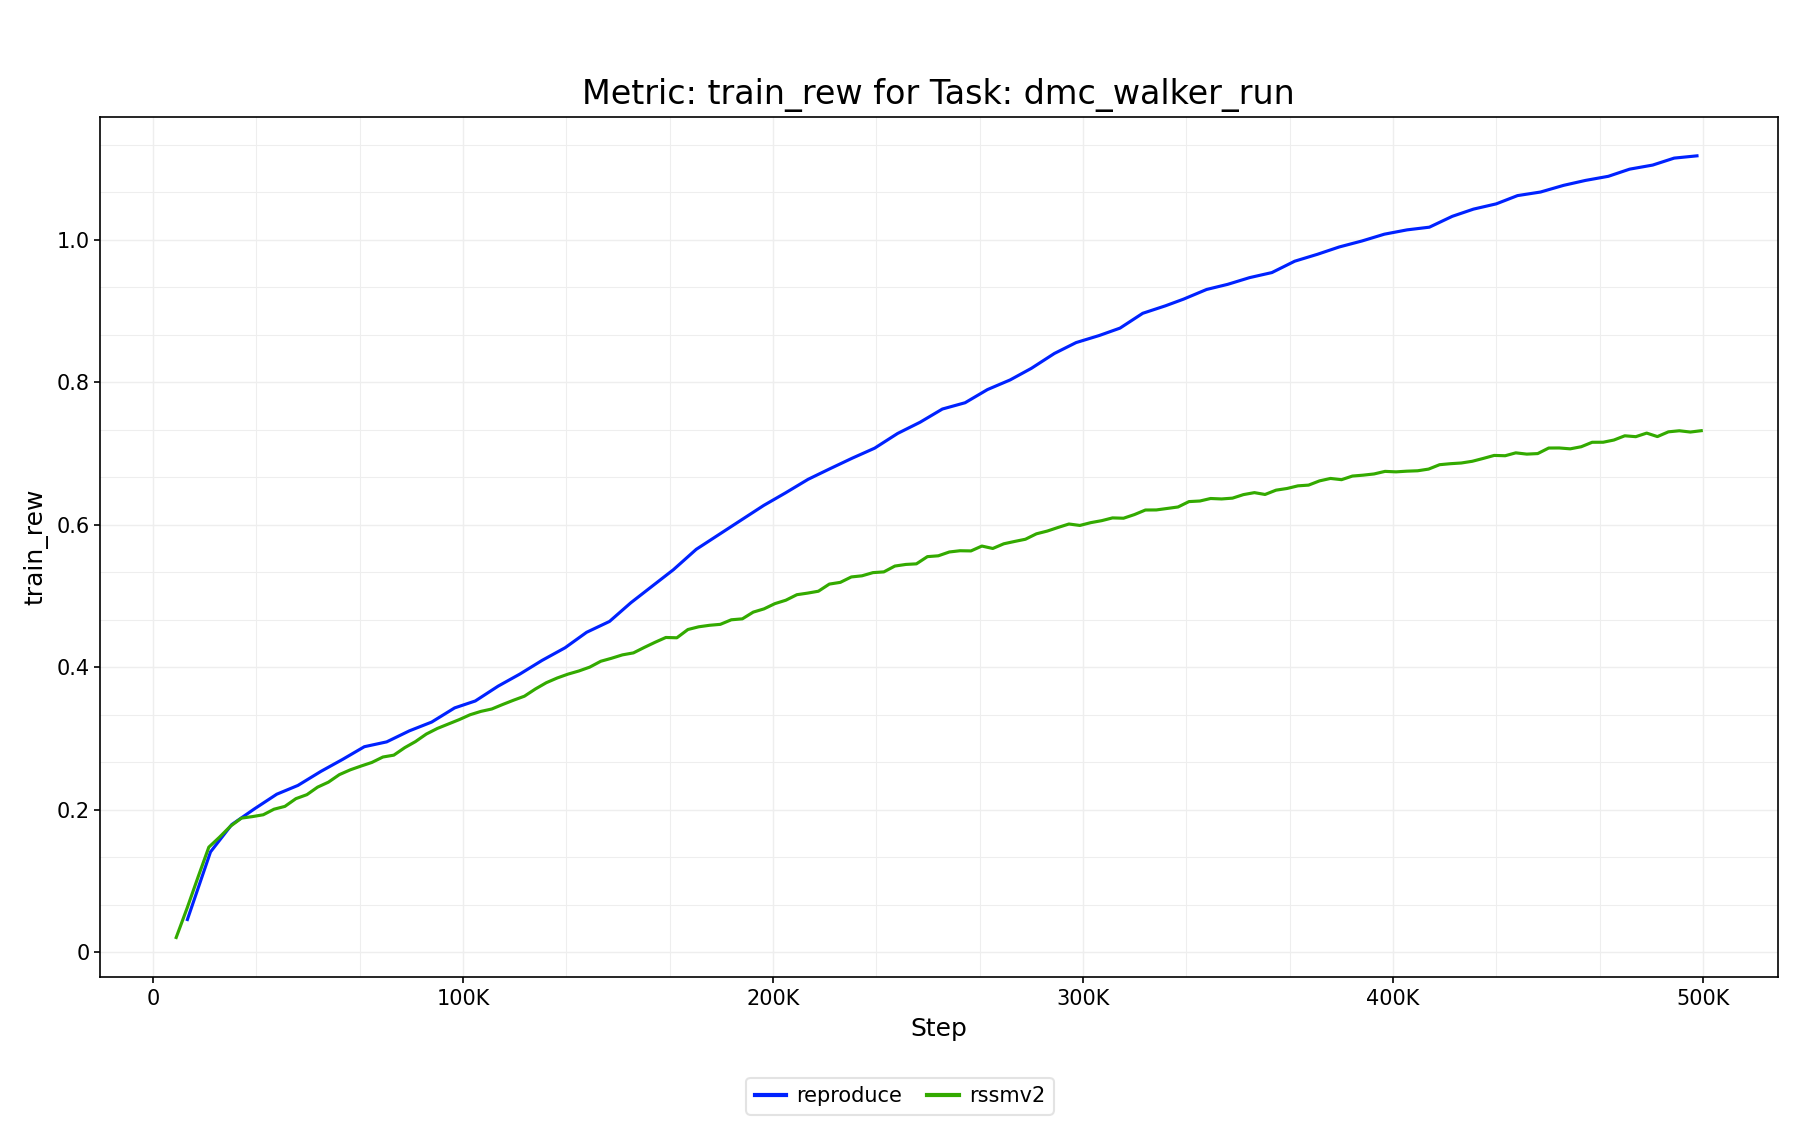 Metric: train_rew for Task: dmc_walker_run
train_rew
1.0
0.8
0.6
0.4
0.2
0
0 100K 200K 300K 400K 500K
Step
reproduce rssmv2